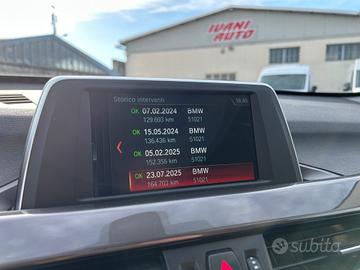 IVANI
AUTO
Storico interventi
OK 07.02.2024 BMW
129.693 km 51021
OK 15.05.2024 BMW
136.436 km 51021
OK 05.02.2025 BMW
152.356 km 51021
OK 23.07.2025 BMW
164.703 km 51021
subito